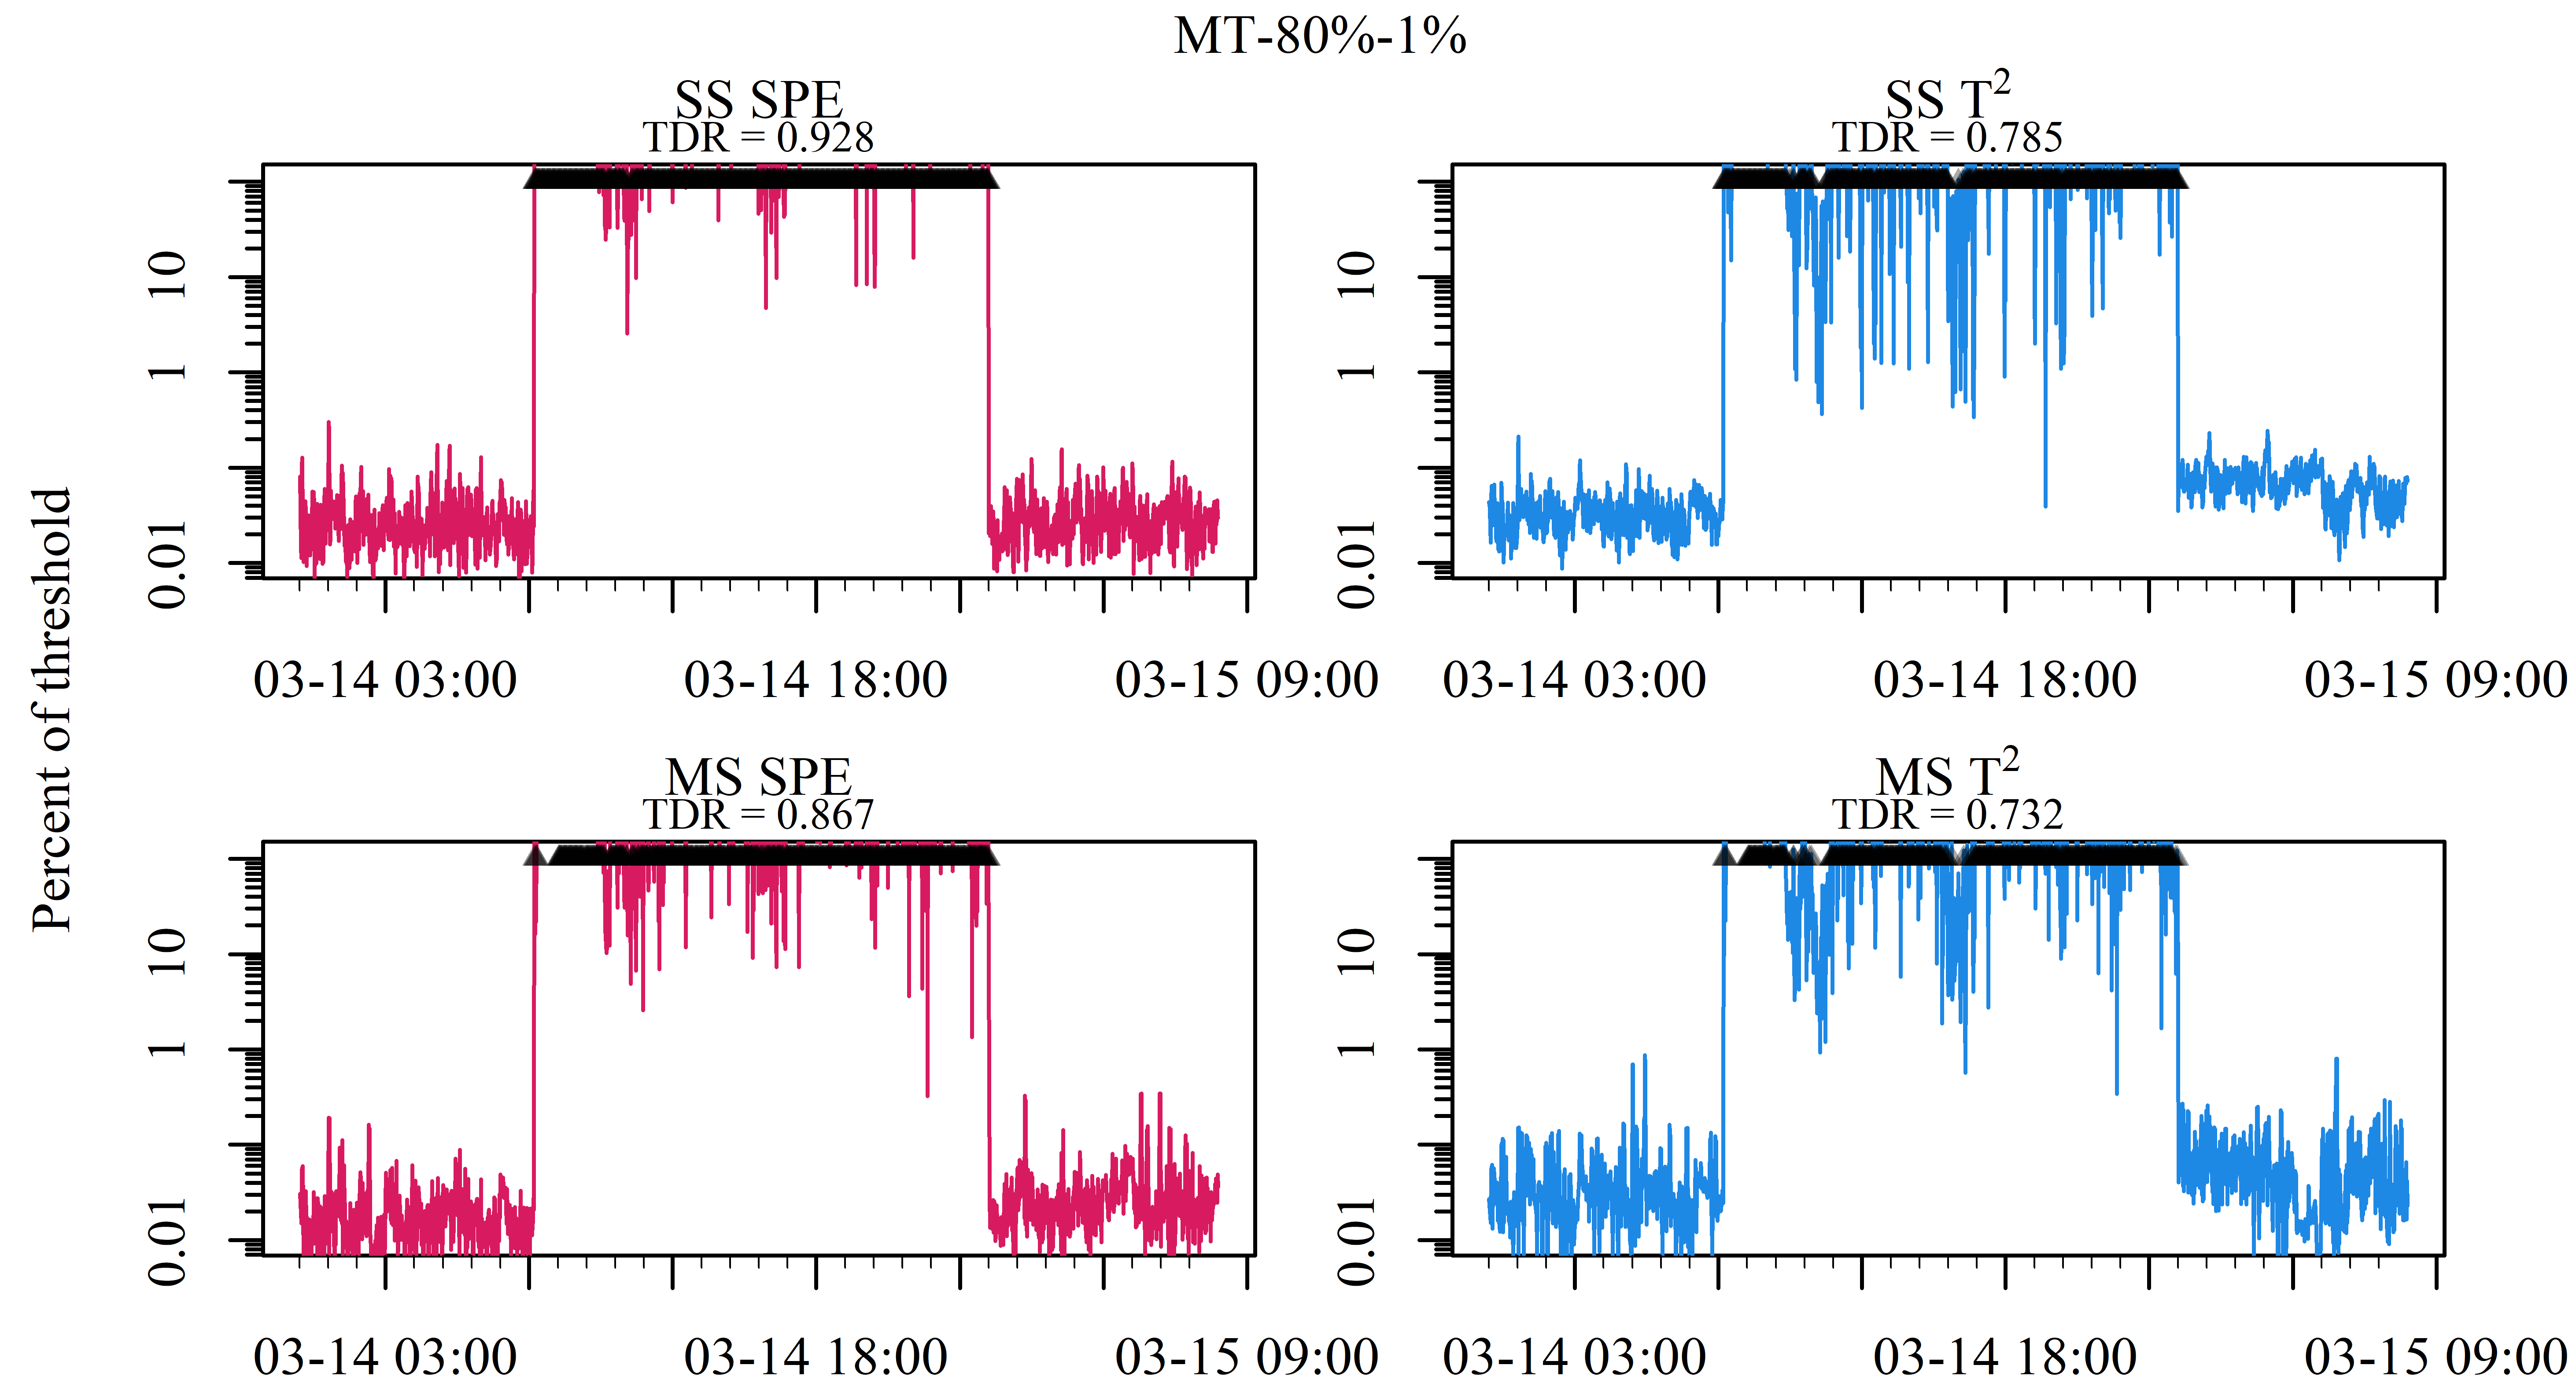 MT-80%-1%
SS SPE
TDR = 0.928
SS T²
TDR = 0.785
Percent of threshold
10
1
0.01
10
1
0.01
03-14 03:00
03-14 18:00
03-15 09:00
03-14 03:00
03-14 18:00
03-15 09:00
MS SPE
TDR = 0.867
MS T²
TDR = 0.732
10
1
0.01
10
1
0.01
03-14 03:00
03-14 18:00
03-15 09:00
03-14 03:00
03-14 18:00
03-15 09:00